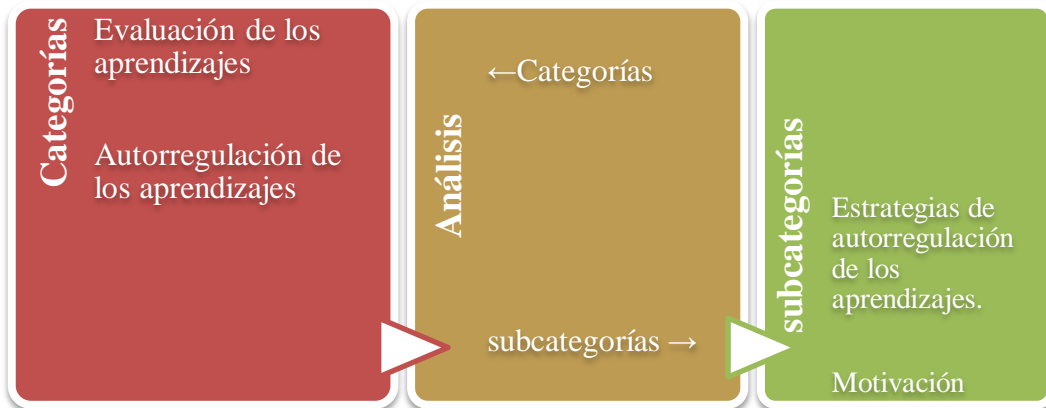 Categorías
Evaluación de los
aprendizajes
Autorregulación de
los aprendizajes
Análisis
←Categorías
subcategorías →
subcategorías
Estrategias de
autorregulación
de los
aprendizajes.
Motivación